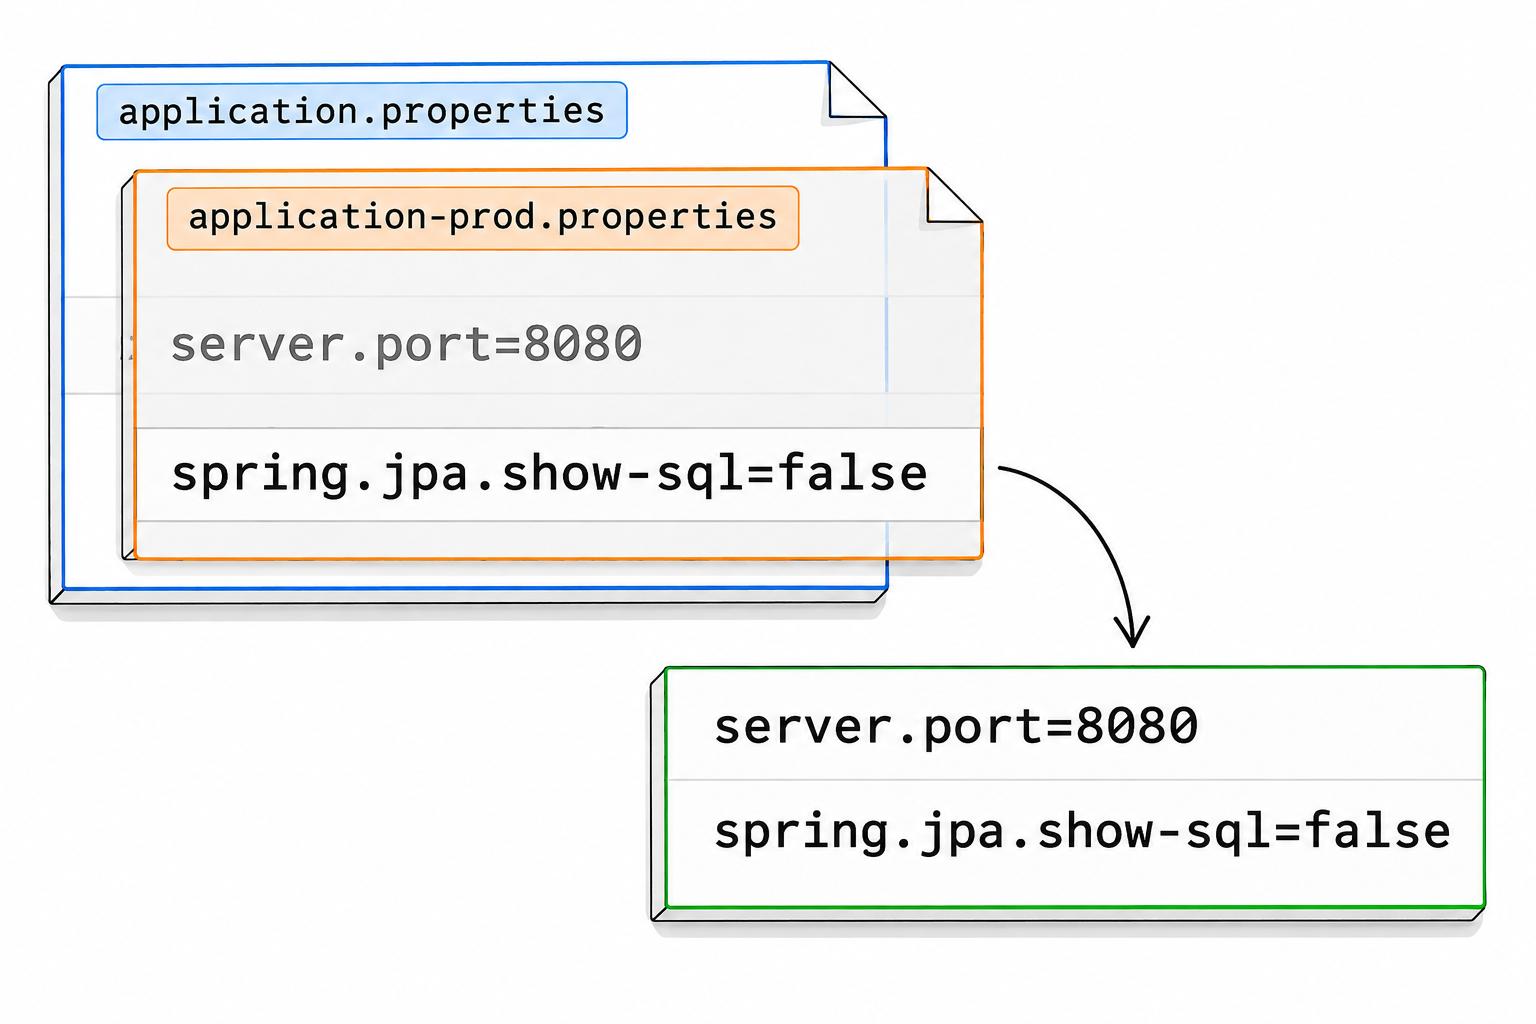 application.properties
application-prod.properties
server.port=8080
spring.jpa.show-sql=false
server.port=8080
spring.jpa.show-sql=false